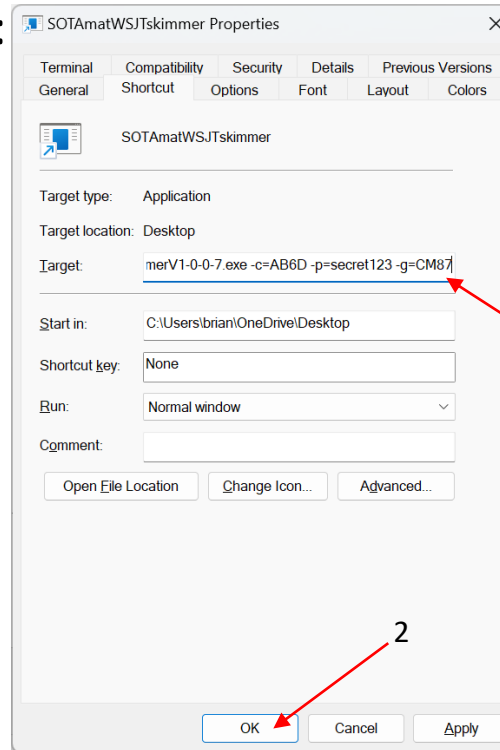 :
SOTAmatWSJTskimmer Properties
Terminal Compatibility Security Details Previous Versions
General Shortcut Options Font Layout Colors
SOTAmatWSJTskimmer
Target type: Application
Target location: Desktop
Target: merV1-0-0-7.exe -c=AB6D -p=secret123 -g=CM87
Start in: C:\Users\brian\OneDrive\Desktop
Shortcut key: None
Run: Normal window
Comment:
Open File Location Change Icon... Advanced...
2
OK Cancel Apply